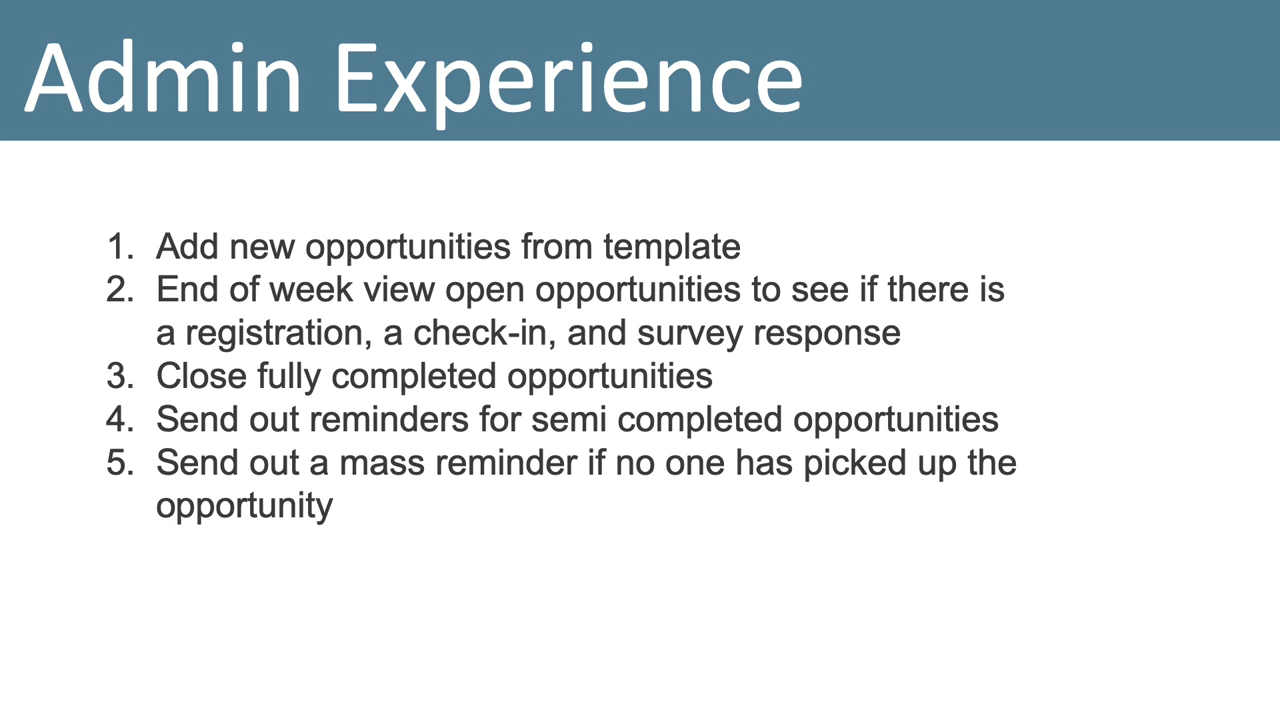 Admin Experience
1. Add new opportunities from template
2. End of week view open opportunities to see if there is
a registration, a check-in, and survey response
3. Close fully completed opportunities
4. Send out reminders for semi completed opportunities
5. Send out a mass reminder if no one has picked up the
opportunity